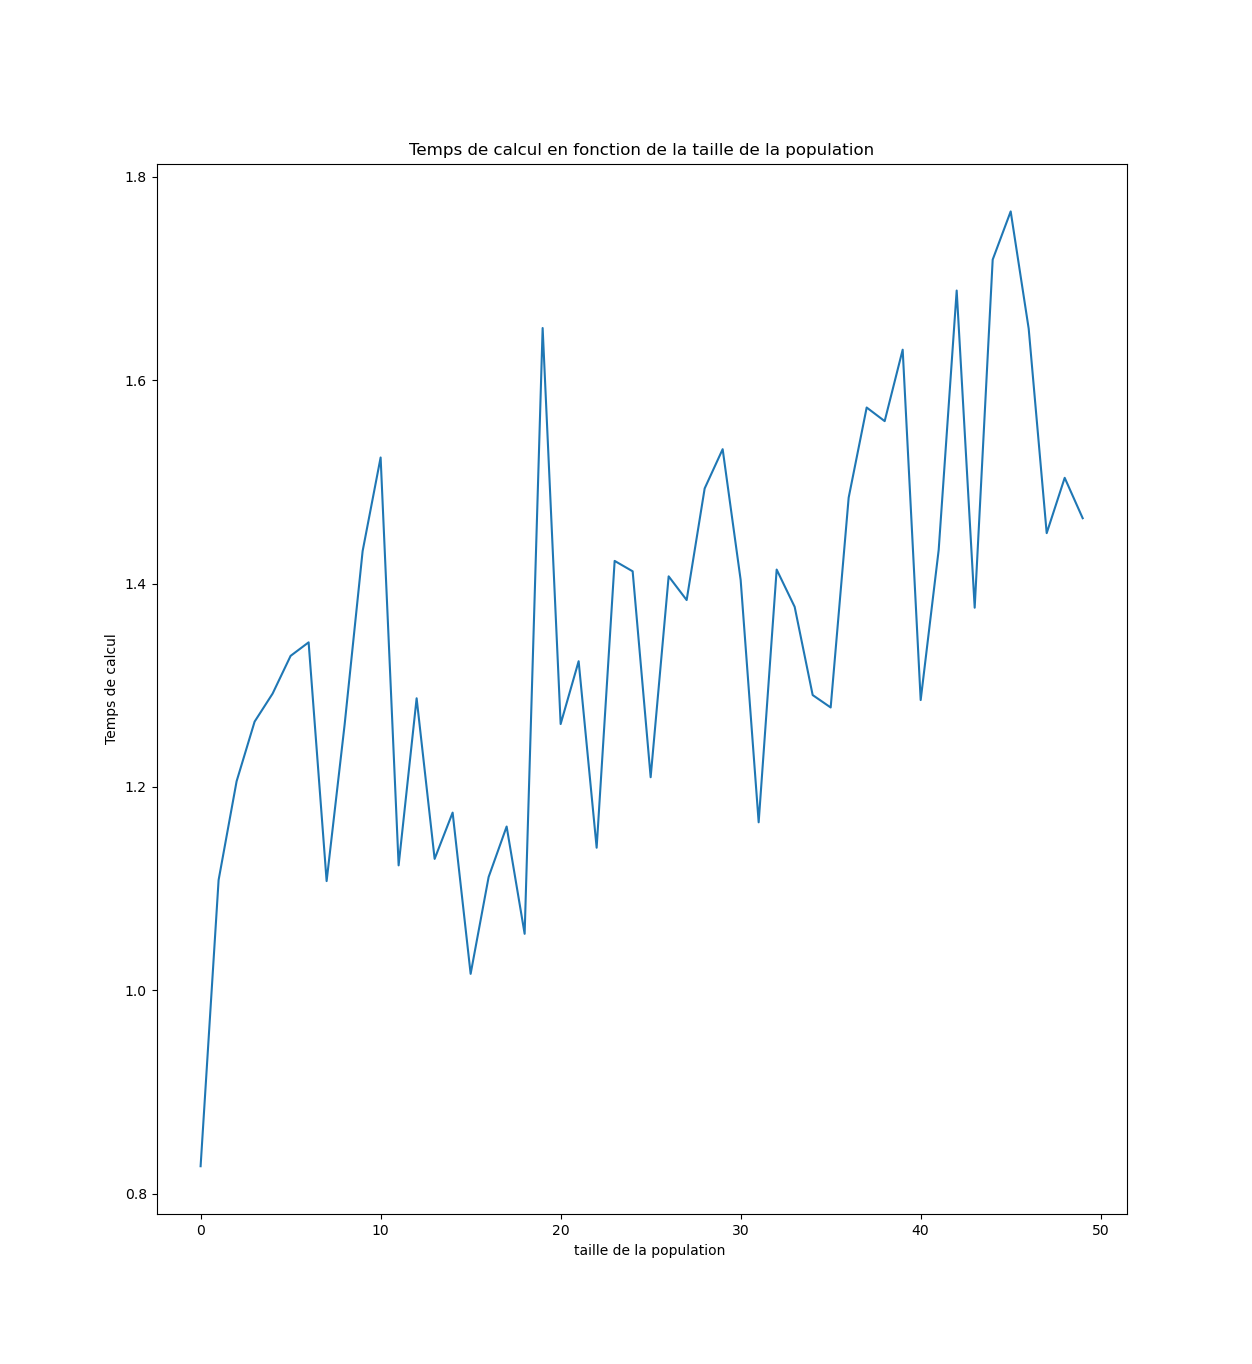 Temps de calcul en fonction de la taille de la population
1.8
1.6
1.4
1.2
1.0
0.8
Temps de calcul
0 10 20 30 40 50
taille de la population